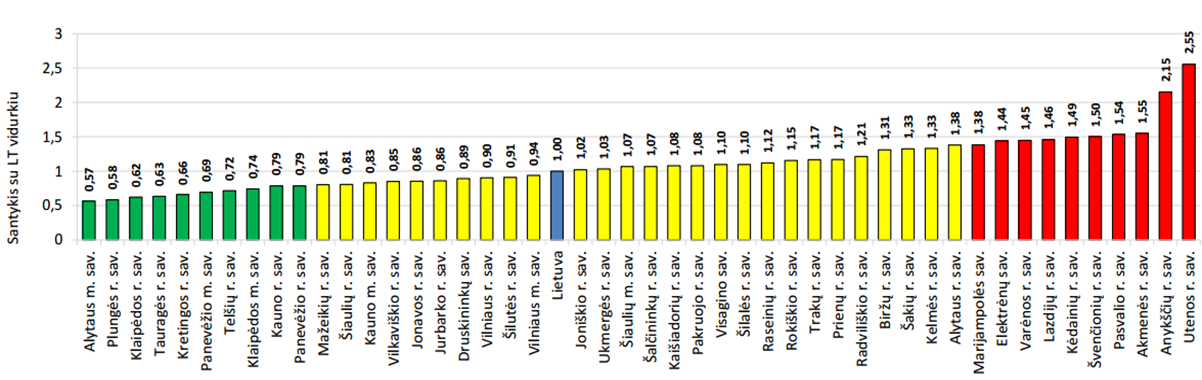 Santykis su LT vidurkiu
3
2,5
2
1,5
1
0,5
0
0,57
0,58
0,62
0,63
0,66
0,69
0,72
0,74
0,79
0,79
0,81
0,81
0,83
0,85
0,86
0,86
0,89
0,90
0,91
0,94
1,00
1,02
1,03
1,07
1,07
1,08
1,08
1,10
1,10
1,12
1,15
1,17
1,17
1,21
1,31
1,33
1,33
1,38
1,38
1,44
1,45
1,46
1,49
1,50
1,54
1,55
2,15
2,55
Alytaus m. sav.
Plungės r. sav.
Klaipėdos r. sav.
Tauragės r. sav.
Kretingos r. sav.
Panevėžio m. sav.
Telšių r. sav.
Klaipėdos m. sav.
Kauno r. sav.
Panevėžio r. sav.
Mažeikių r. sav.
Šiaulių r. sav.
Kauno m. sav.
Vilkaviškio r. sav.
Jonavos r. sav.
Jurbarko r. sav.
Druskininkų sav.
Vilniaus r. sav.
Šilutės r. sav.
Vilniaus m. sav.
Lietuva
Joniškio r. sav.
Ukmergės r. sav.
Šiaulių m. sav.
Šalčininkų r. sav.
Kaišiadorių r. sav.
Pakruojo r. sav.
Visagino sav.
Šilalės r. sav.
Raseinių r. sav.
Rokiškio r. sav.
Trakų r. sav.
Prienų r. sav.
Radviliškio r. sav.
Biržų r. sav.
Šakių r. sav.
Kelmės r. sav.
Alytaus r. sav.
Marijampolės sav.
Elektrėnų sav.
Varėnos r. sav.
Lazdijų r. sav.
Kėdainių r. sav.
Švenčionių r. sav.
Pasvalio r. sav.
Akmenės r. sav.
Anykščių r. sav.
Utenos r. sav.